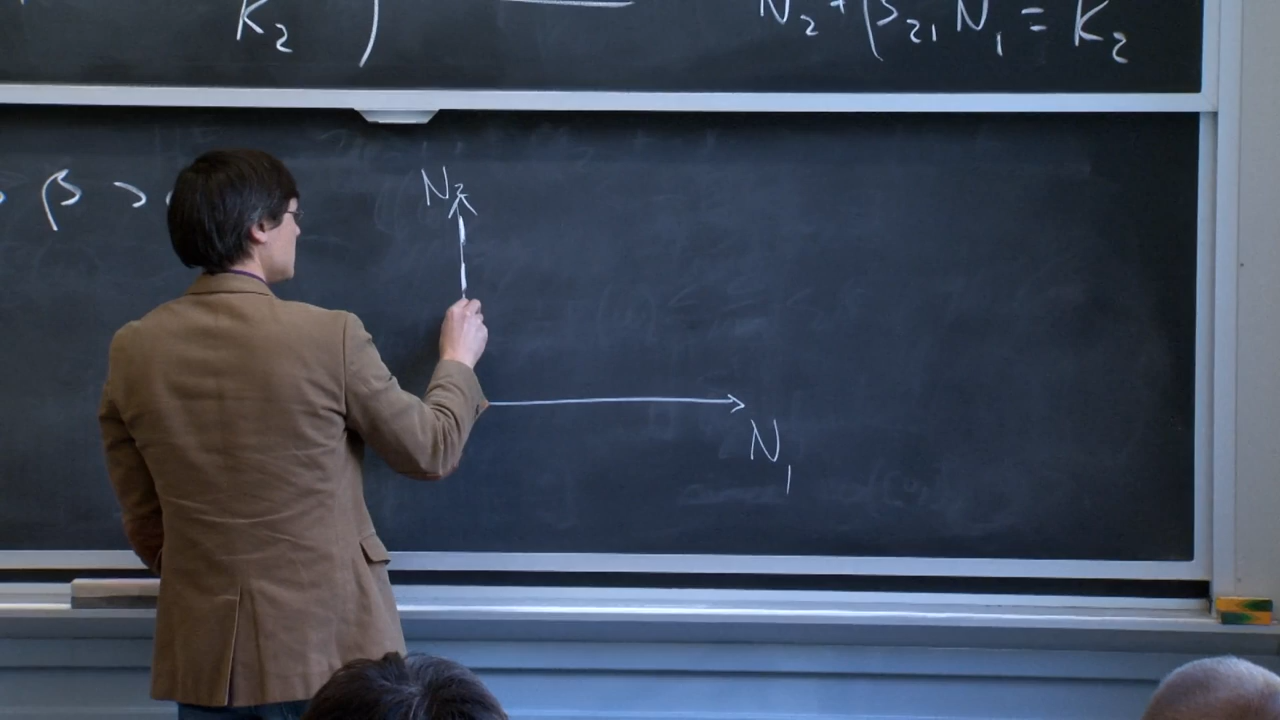 K₂ ) N₂ + β₂₁ N₁ = K₂
β >
N₂
N₁